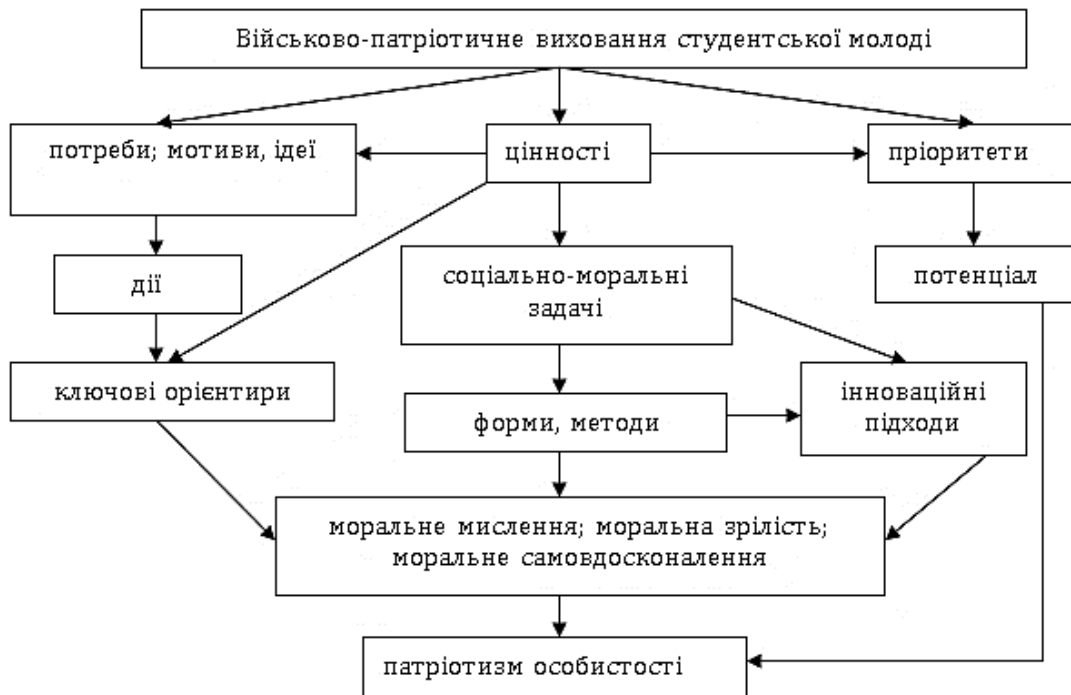 Військово-патріотичне виховання студентської молоді
потреби; мотиви, ідеї
цінності
пріоритети
дії
соціально-моральні
задачі
потенціал
ключові орієнтири
форми, методи
інноваційні
підходи
моральне мислення; моральна зрілість;
моральне самовдосконалення
патріотизм особистості